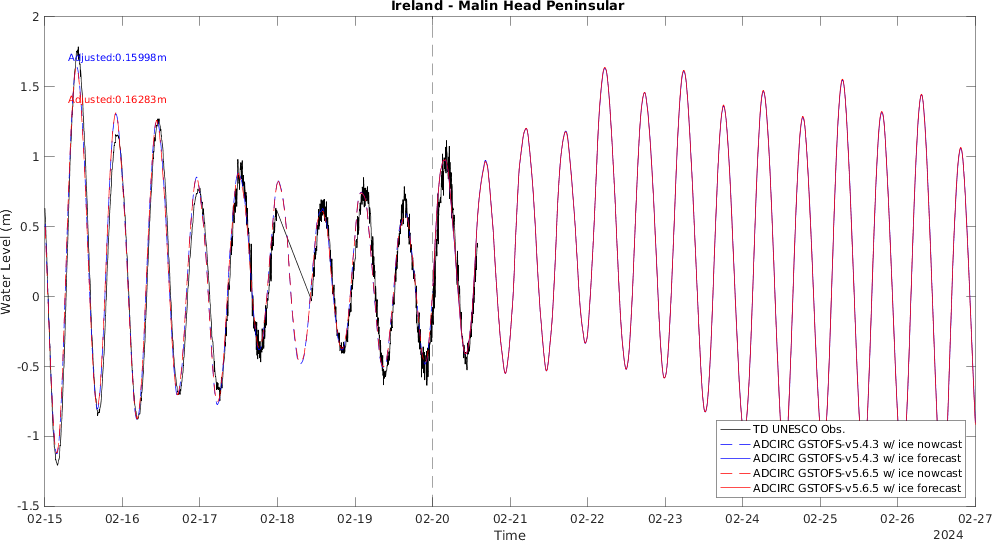 Ireland - Malin Head Peninsular
Water Level (m)
2
1.5
1
0.5
0
-0.5
-1
-1.5
Adjusted:0.15998m
Adjusted:0.16283m
TD UNESCO Obs.
ADCIRC GSTOFS-v5.4.3 w/ ice nowcast
ADCIRC GSTOFS-v5.4.3 w/ ice forecast
ADCIRC GSTOFS-v5.6.5 w/ ice nowcast
ADCIRC GSTOFS-v5.6.5 w/ ice forecast
02-15 02-16 02-17 02-18 02-19 02-20 02-21 02-22 02-23 02-24 02-25 02-26 02-27
Time
2024